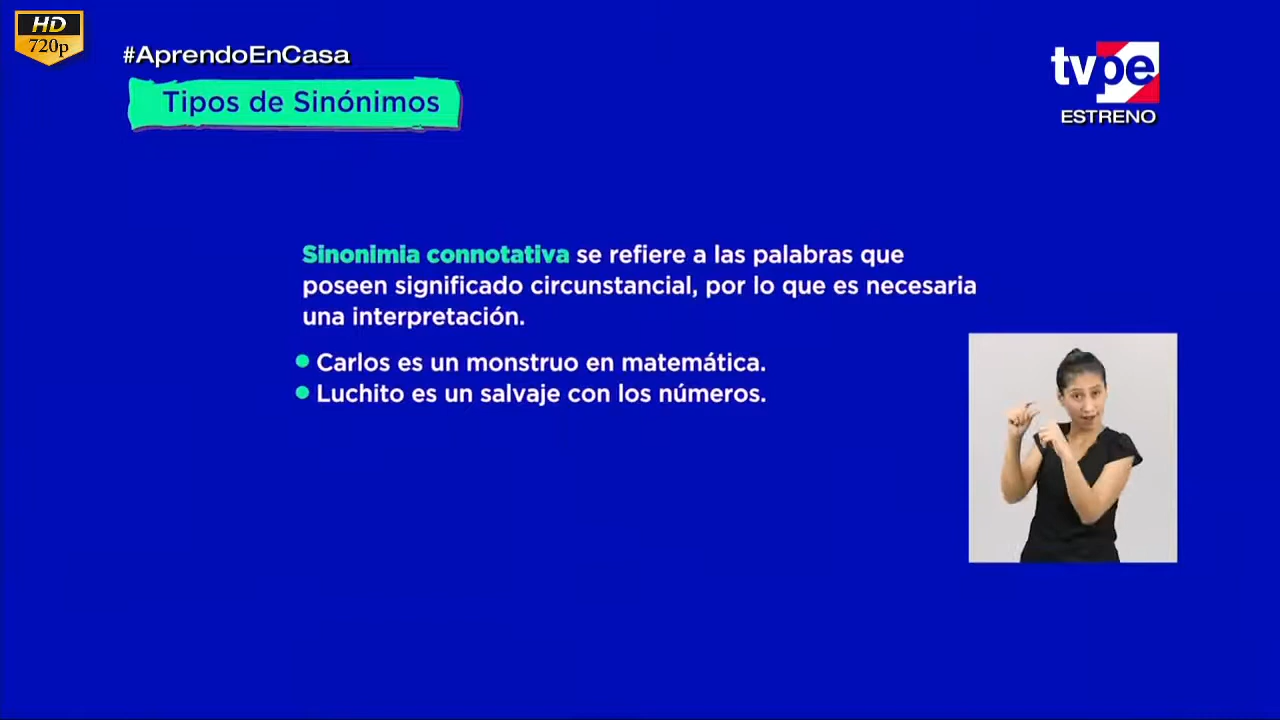 HD
720p
#AprendoEnCasa
tvpe
ESTRENO
Tipos de Sinónimos
Sinonimia connotativa se refiere a las palabras que
poseen significado circunstancial, por lo que es necesaria
una interpretación.
Carlos es un monstruo en matemática.
Luchito es un salvaje con los números.